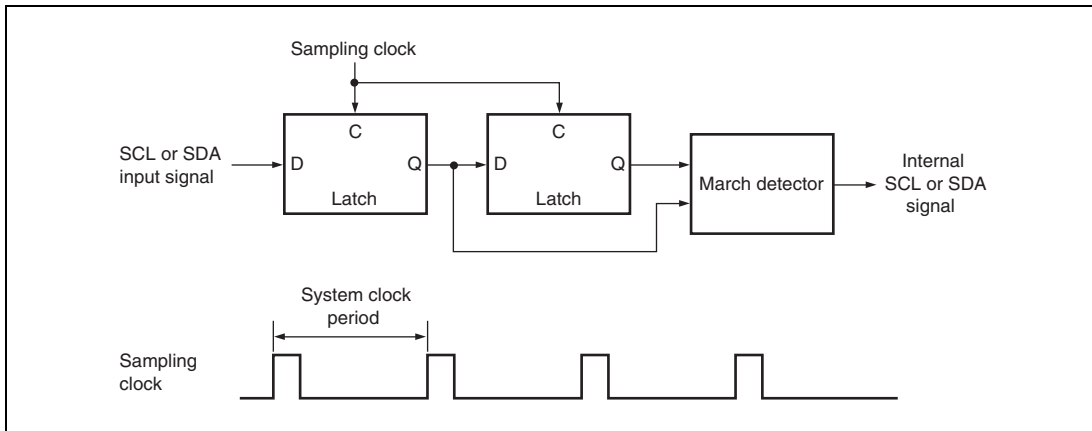 Sampling clock
SCL or SDA
input signal
C
D
Q
Latch
C
D
Q
Latch
March detector
Internal
SCL or SDA
signal
System clock
period
Sampling
clock